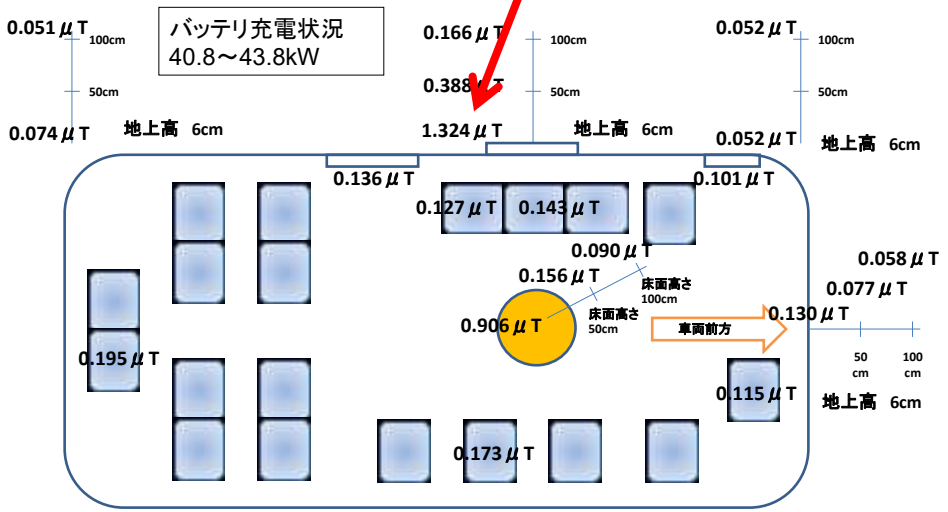 0.051μT
100cm
50cm
0.074μT
地上高 6cm
バッテリ充電状況
40.8～43.8kW
0.166μT
100cm
0.388μT
50cm
1.324μT
地上高 6cm
0.052μT
100cm
50cm
0.052μT
地上高 6cm
0.136μT
0.101μT
0.127μT
0.143μT
0.090μT
床面高さ
100cm
0.156μT
床面高さ
50cm
0.906μT
車両前方
0.058μT
0.077μT
0.130μT
50
cm
100
cm
地上高 6cm
0.195μT
0.115μT
0.173μT